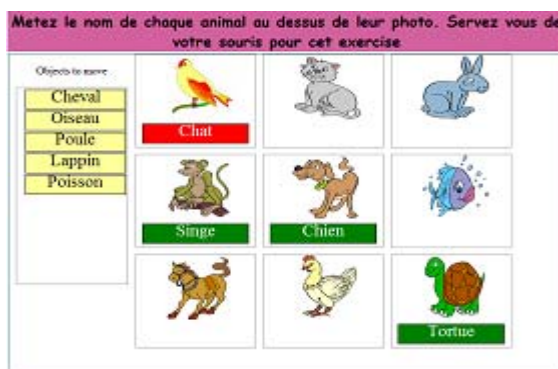 Metez le nom de chaque animal au dessus de leur photo. Servez vous de
votre souris pour cet exercise
Objects to move
Cheval
Oiseau
Poule
Lappin
Poisson
Chat
Singe
Chien
Tortue